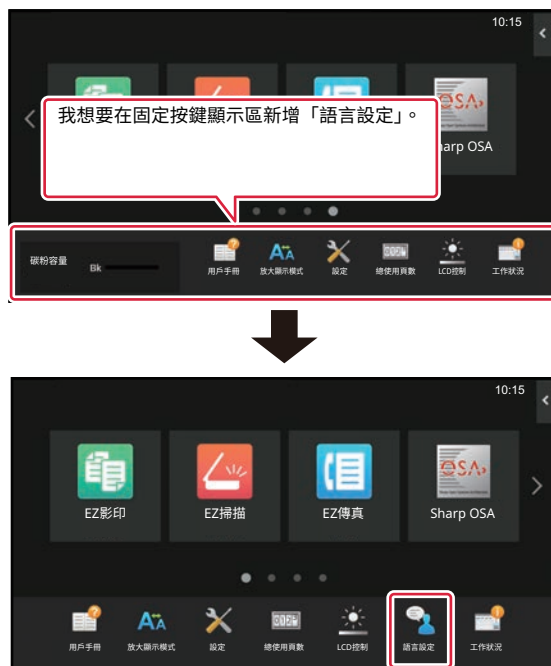 10:15
我想要在固定按鍵顯示區新增「語言設定」。
OSA
arp OSA
碳粉容量
Bk
用戶手冊
放大顯示模式
設定
總使用頁數
LCD控制
工作狀況
10:15
EZ影印
EZ掃描
EZ傳真
OSA
Sharp OSA
用戶手冊
放大顯示模式
設定
總使用頁數
LCD控制
語言設定
工作狀況